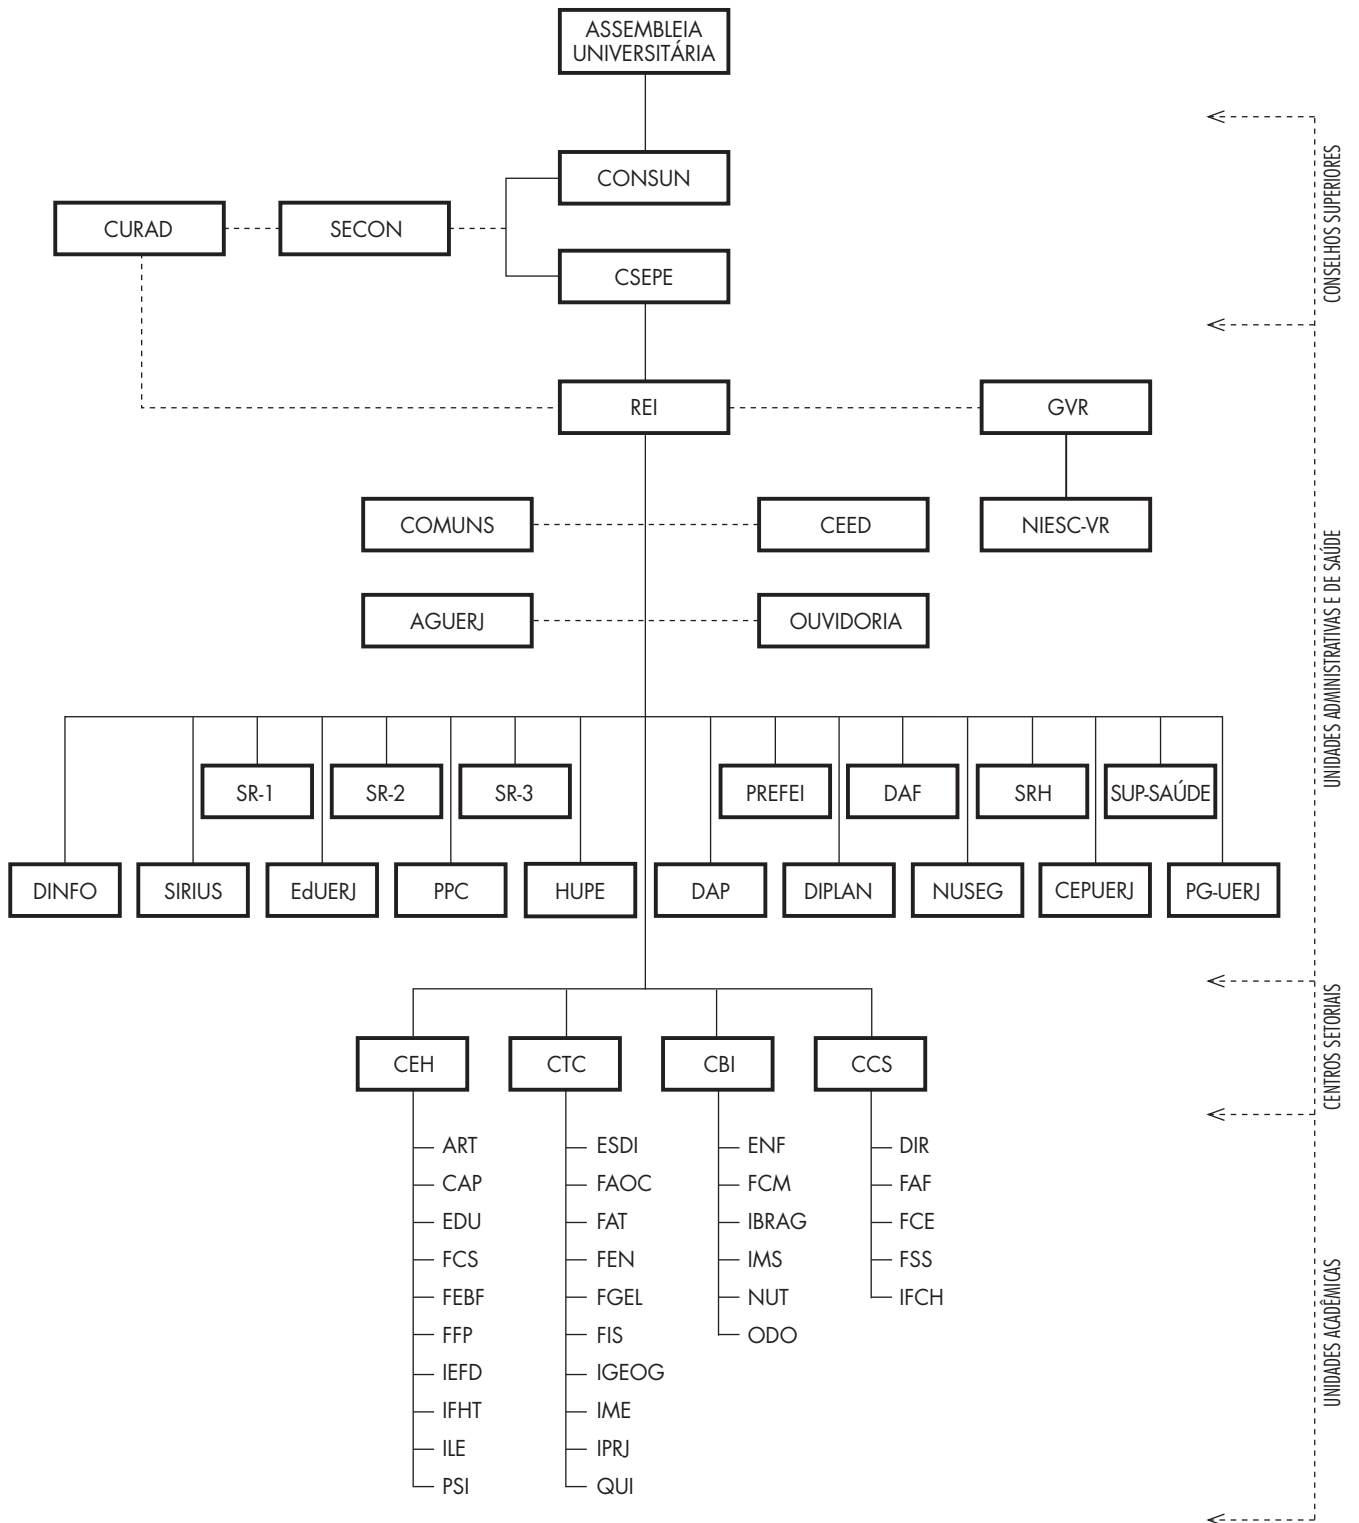 ASSEMBLEIA
UNIVERSITÁRIA
CONSUN
CURAD
SECON
CSEPE
CONSELHOS SUPERIORES
REI
GVR
COMUNS
CEED
NIESC-VR
AGUERJ
OUVIDORIA
UNIDADES ADMINISTRATIVAS E DE SAÚDE
SR-1
SR-2
SR-3
PREFEI
DAF
SRH
SUP-SAÚDE
DINFO
SIRIUS
EdUERJ
PPC
HUPE
DAP
DIPLAN
NUSEG
CEPUERJ
PG-UERJ
CENTROS SETORIAIS
CEH
CTC
CBI
CCS
ART
CAP
EDU
FCS
FEBF
FFP
IEFD
IFHT
ILE
PSI
ESDI
FAOC
FAT
FEN
FGEL
FIS
IGEOG
IME
IPRJ
QUI
ENF
FCM
IBRAG
IMS
NUT
ODO
DIR
FAF
FCE
FSS
IFCH
UNIDADES ACADÊMICAS